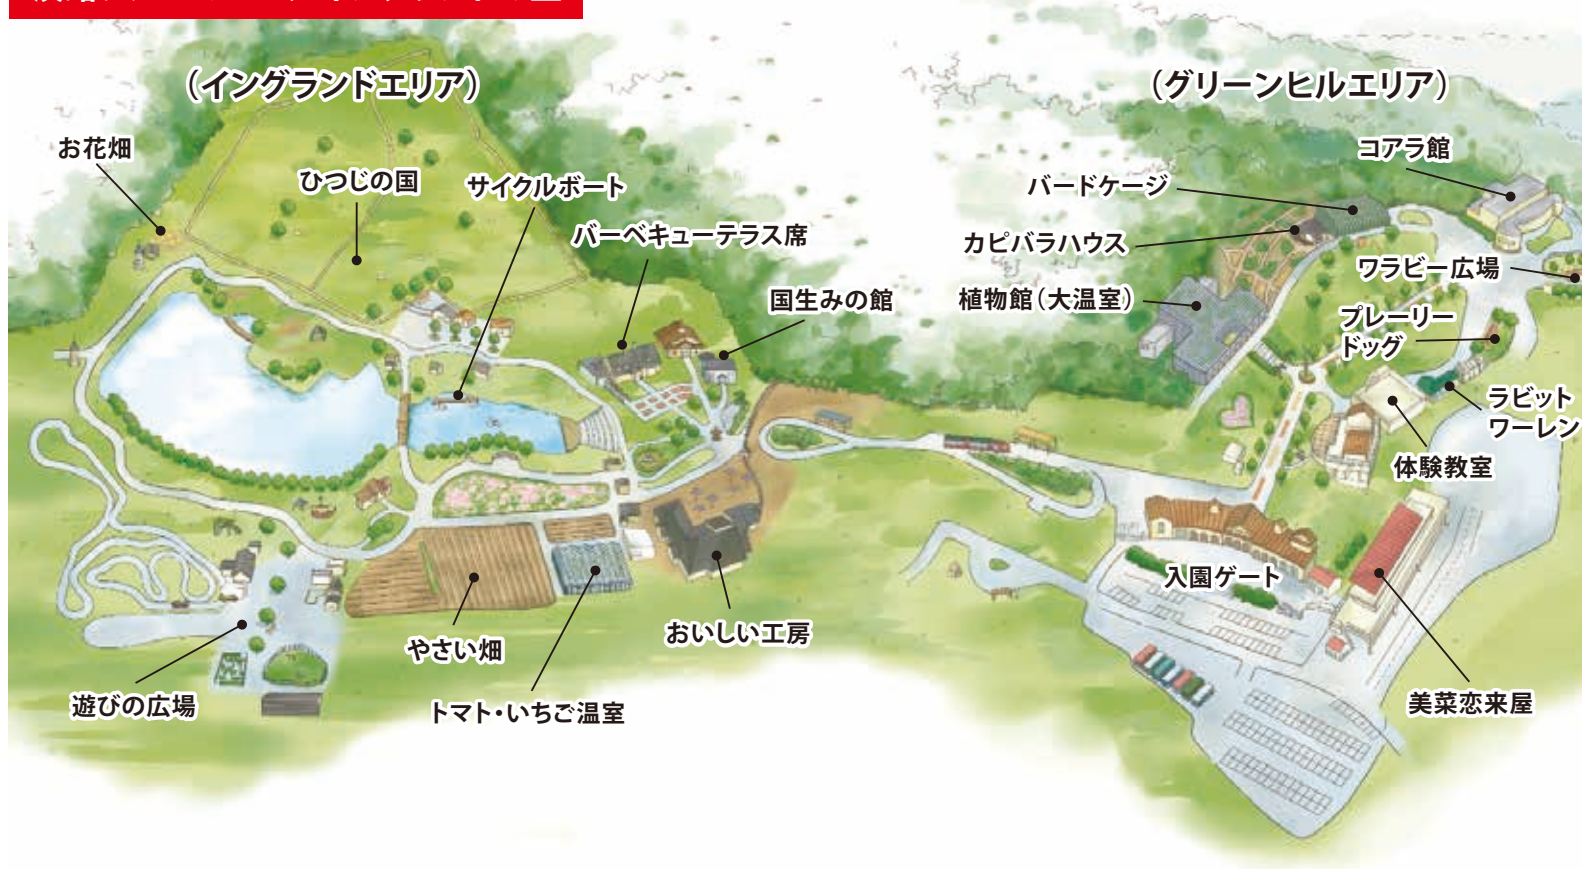 (イングランドエリア)
(グリーンヒルエリア)
お花畑
ひつじの国
サイクルボート
バーベキューテラス席
国生みの館
コアラ館
バードケージ
カピバラハウス
ワラビー広場
植物館(大温室)
プレーリー
ドッグ
ラビット
ワーレン
体験教室
入園ゲート
やさい畑
おいしい工房
遊びの広場
トマト・いちご温室
美菜恋来屋